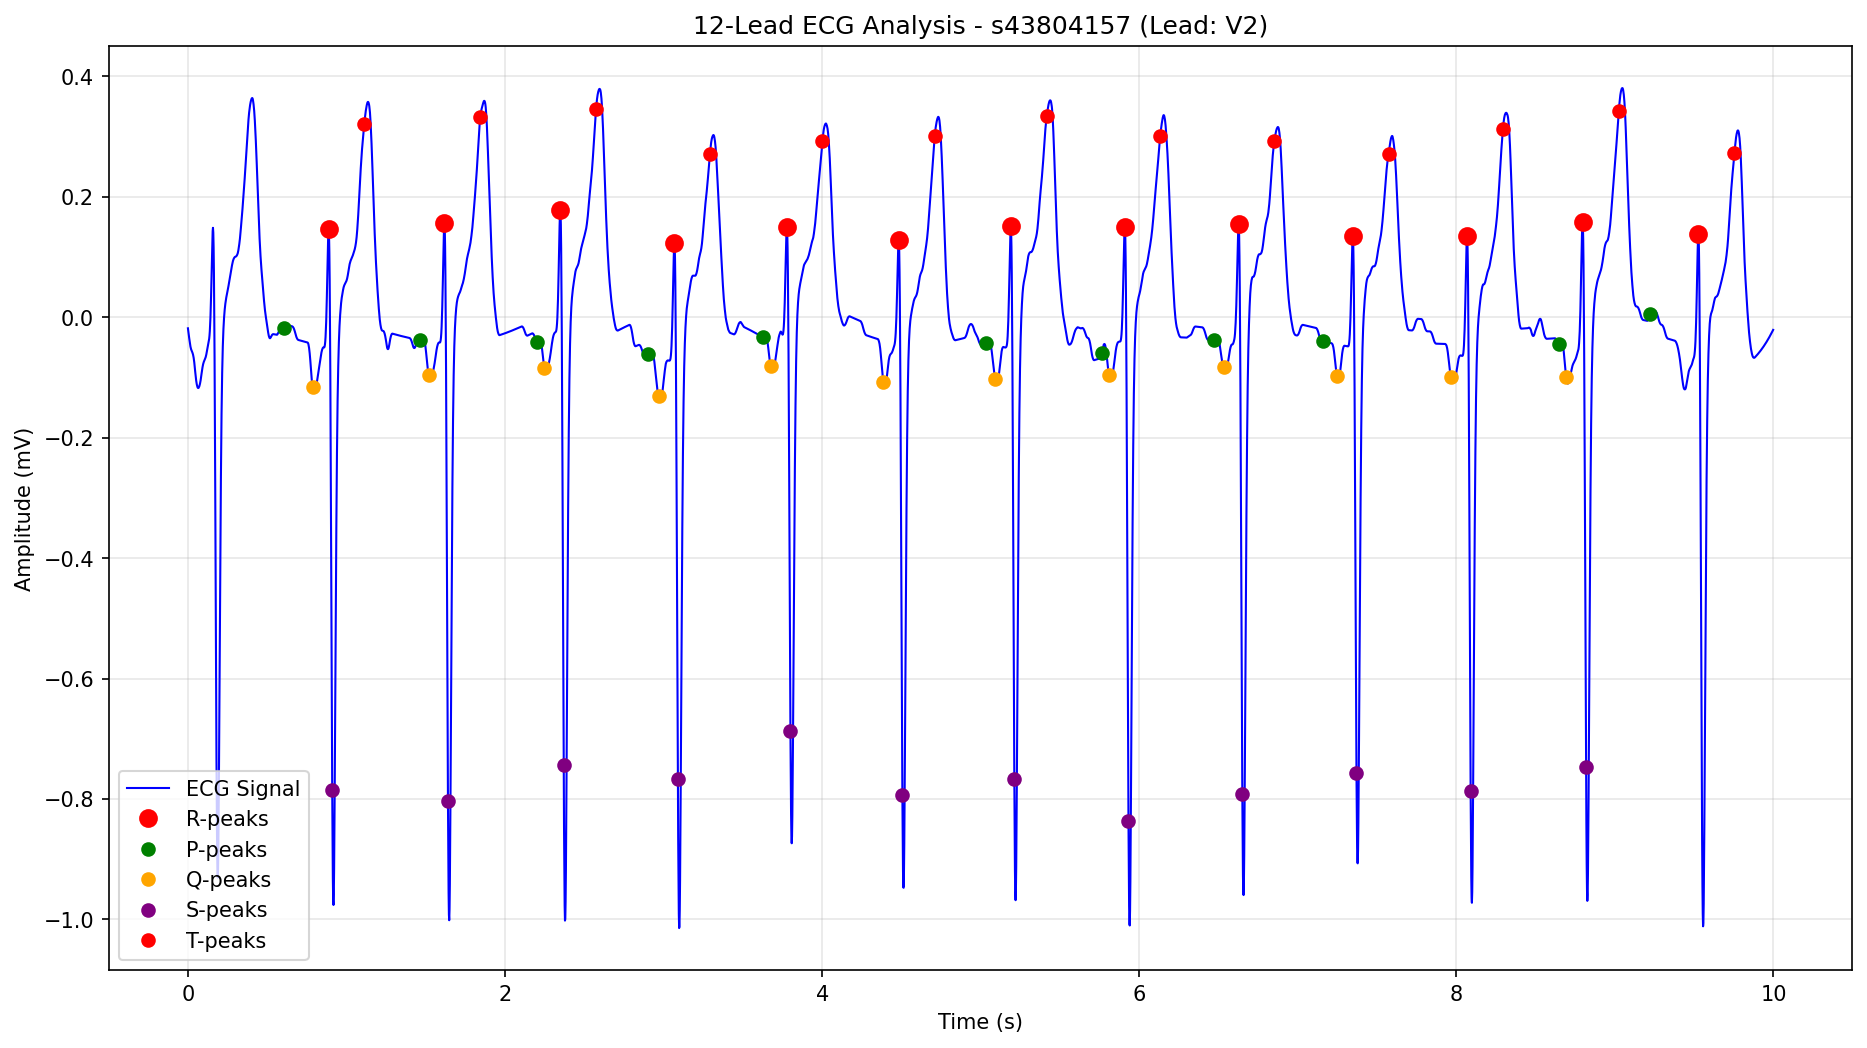 12-Lead ECG Analysis - s43804157 (Lead: V2)
Amplitude (mV)
0.4
0.2
0.0
−0.2
−0.4
−0.6
−0.8
−1.0
ECG Signal
R-peaks
P-peaks
Q-peaks
S-peaks
T-peaks
0 2 4 6 8 10
Time (s)